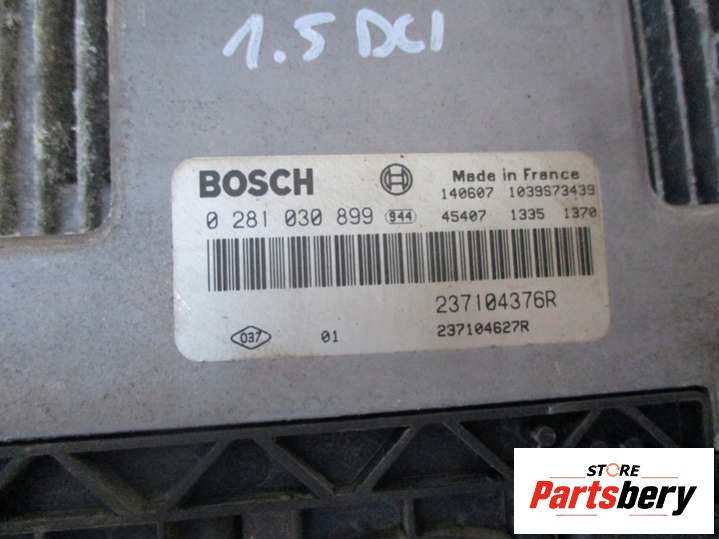 1.5 DCI
BOSCH
Made in France
140607 1039S73439
0 281 030 899 944 45407 1335 1370
237104376R
037 01 237104627R
STORE
Partsbery